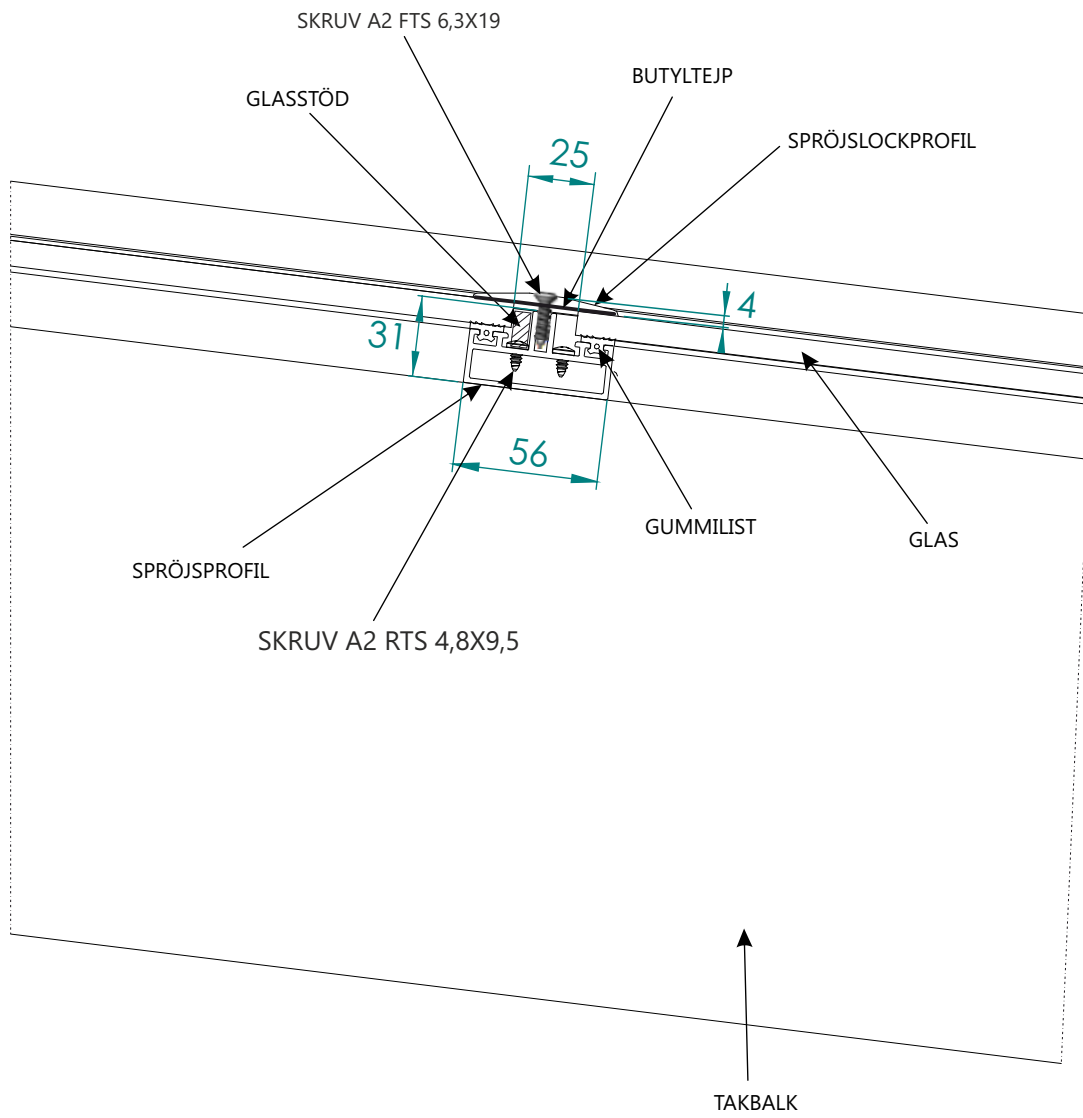 SKRUV A2 FTS 6,3X19
BUTYLTEJP
GLASSTÖD
SPRÖJSLOCKPROFIL
25
4
31
56
GUMMILIST
GLAS
SPRÖJSPROFIL
SKRUV A2 RTS 4,8X9,5
TAKBALK